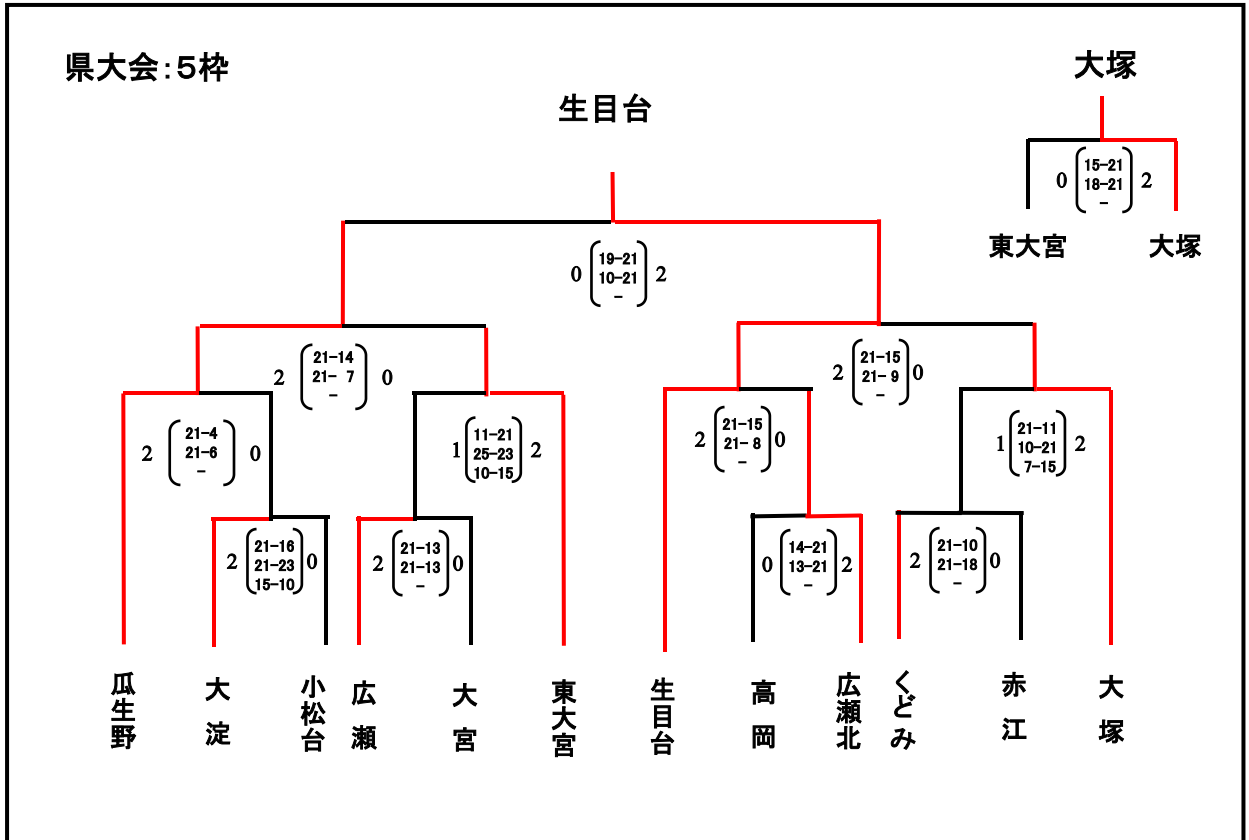 県大会：５枠
大塚
生目台
0 15-21 2
18-21
-
東大宮 大塚
0 19-21 2
10-21
-
2 21-14 0
21- 7
-
2 21-15 0
21- 9
-
2 21-4 0
21-6
-
1 11-21 2
25-23
10-15
2 21-15 0
21- 8
-
1 21-11 2
10-21
7-15
2 21-16 0
21-23
15-10
2 21-13 0
21-13
-
0 14-21 2
13-21
-
2 21-10 0
21-18
-
瓜生野
大淀
小松台
広瀬
大宮
東大宮
生目台
高岡
広瀬北
くどみ
赤江
大塚